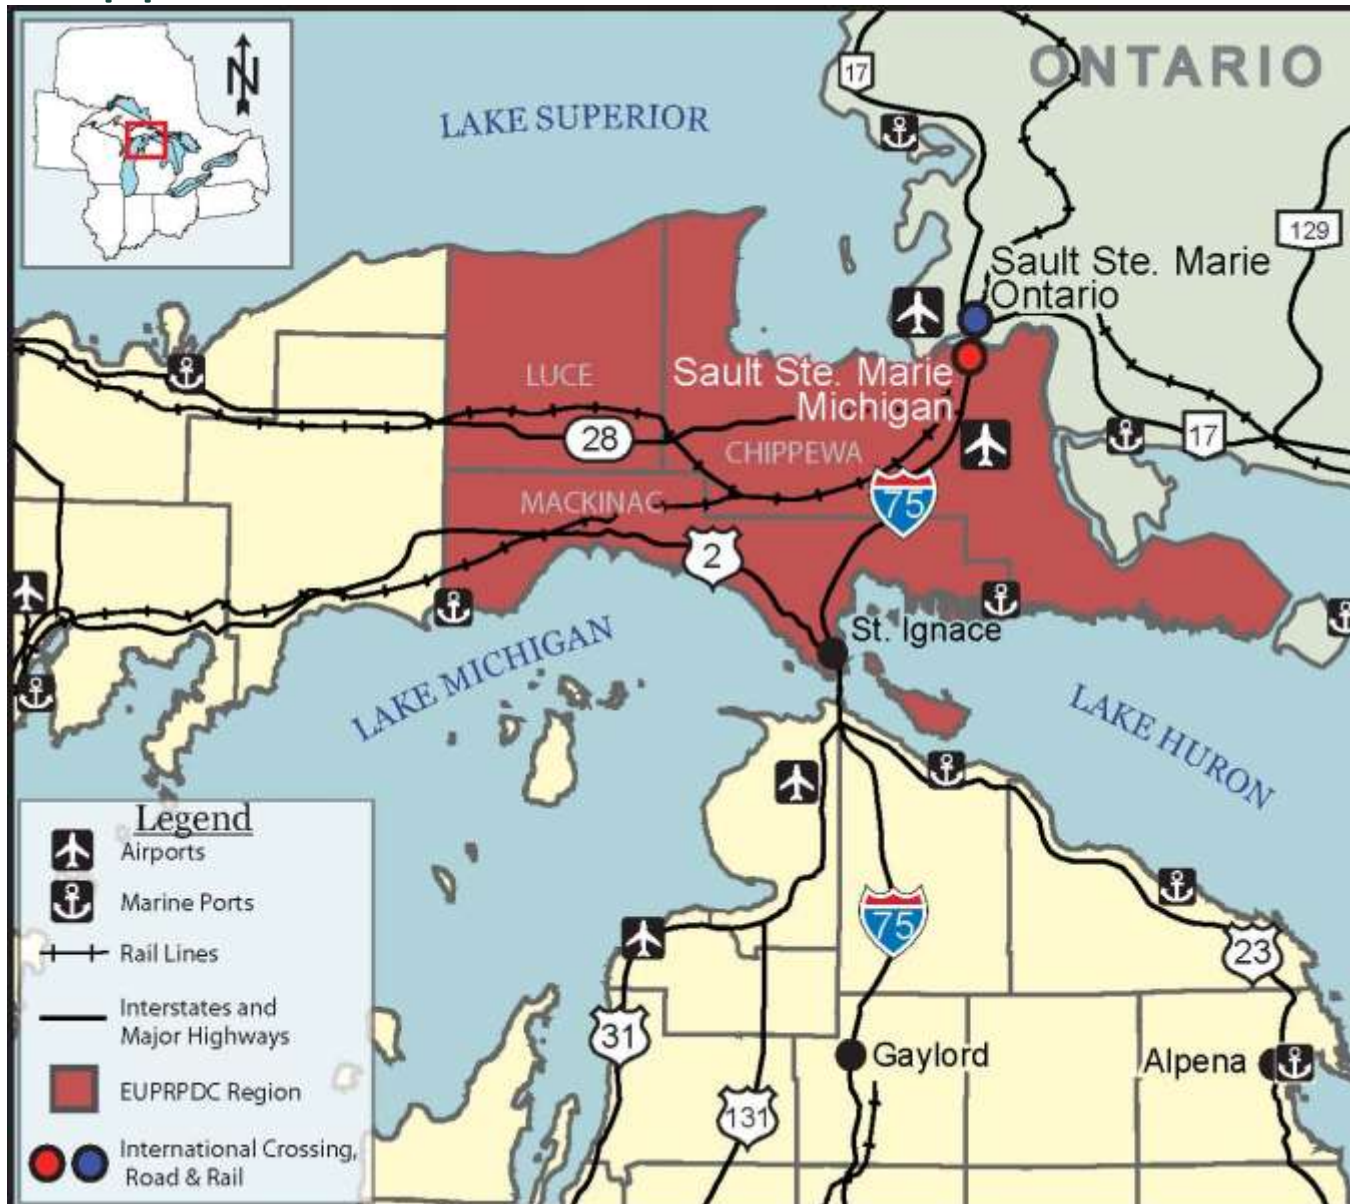 N
17
ONTARIO
LAKE SUPERIOR
129
Sault Ste. Marie
Ontario
LUCE
Sault Ste. Marie
Michigan
28
CHIPPEWA
17
MACKINAC
75
2
St. Ignace
LAKE MICHIGAN
LAKE HURON
75
23
31
Gaylord
Alpena
131
Legend
Airports
Marine Ports
Rail Lines
Interstates and
Major Highways
EUPRPDC Region
International Crossing,
Road & Rail